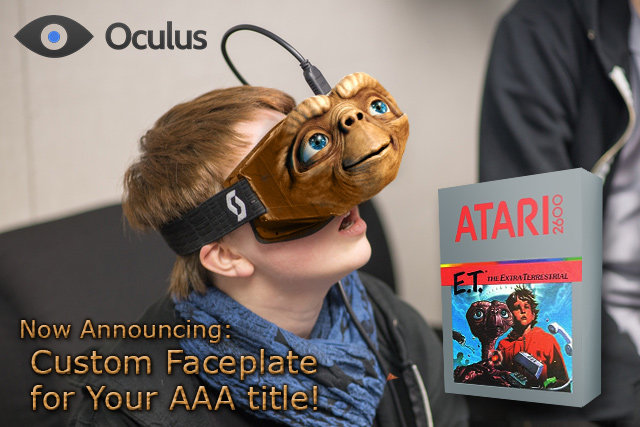 Oculus
ATARI 2600
E.T. THE EXTRA-TERRESTRIAL
Now Announcing:
Custom Faceplate
for Your AAA title!